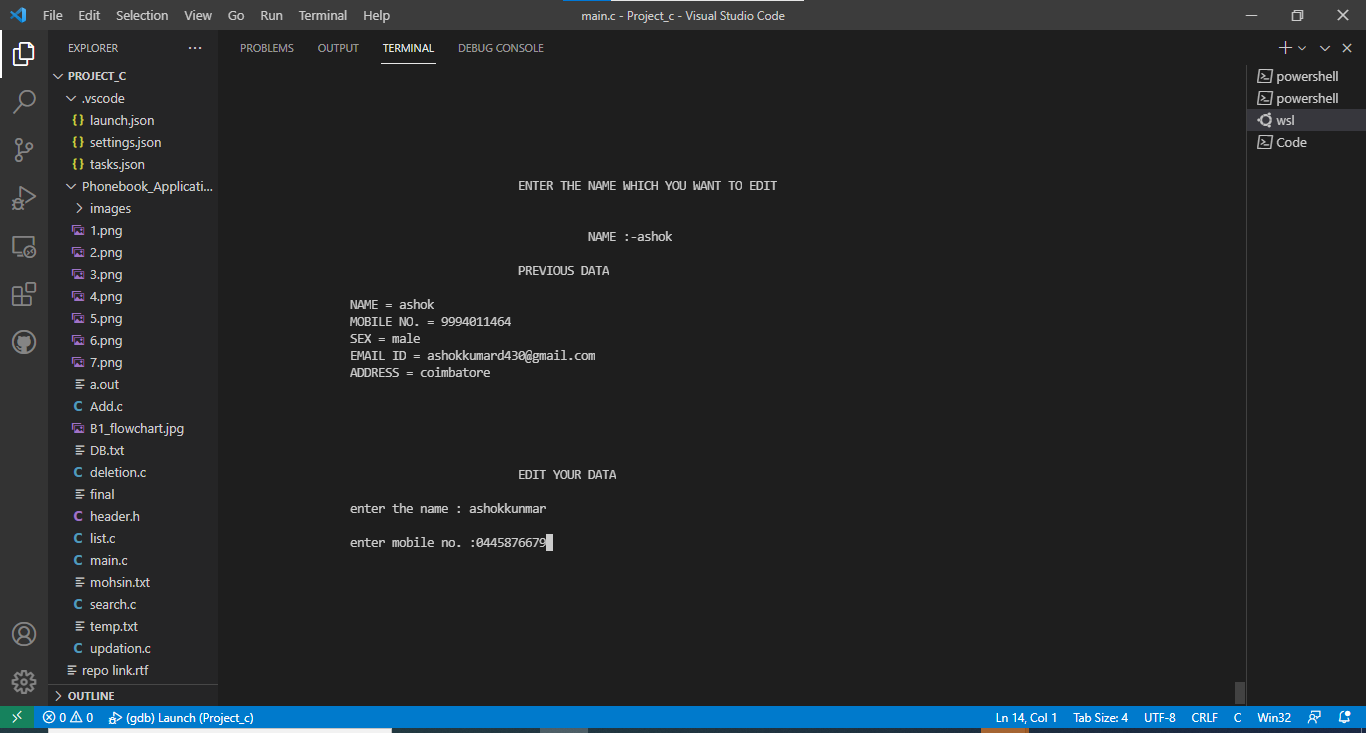 File Edit Selection View Go Run Terminal Help
main.c - Project_c - Visual Studio Code
EXPLORER
PROJECT_C
.vscode
launch.json
settings.json
tasks.json
Phonebook_Applicati...
images
1.png
2.png
3.png
4.png
5.png
6.png
7.png
a.out
Add.c
B1_flowchart.jpg
DB.txt
deletion.c
final
header.h
list.c
main.c
mohsin.txt
search.c
temp.txt
updation.c
repo link.rtf
OUTLINE
PROBLEMS OUTPUT TERMINAL DEBUG CONSOLE
ENTER THE NAME WHICH YOU WANT TO EDIT
NAME :-ashok
PREVIOUS DATA
NAME = ashok
MOBILE NO. = 9994011464
SEX = male
EMAIL ID = ashokkumard430@gmail.com
ADDRESS = coimbatore
EDIT YOUR DATA
enter the name : ashokkunmar
enter mobile no. :0445876679
powershell
powershell
wsl
Code
0 0 (gdb) Launch (Project_c)
Ln 14, Col 1 Tab Size: 4 UTF-8 CRLF C Win32